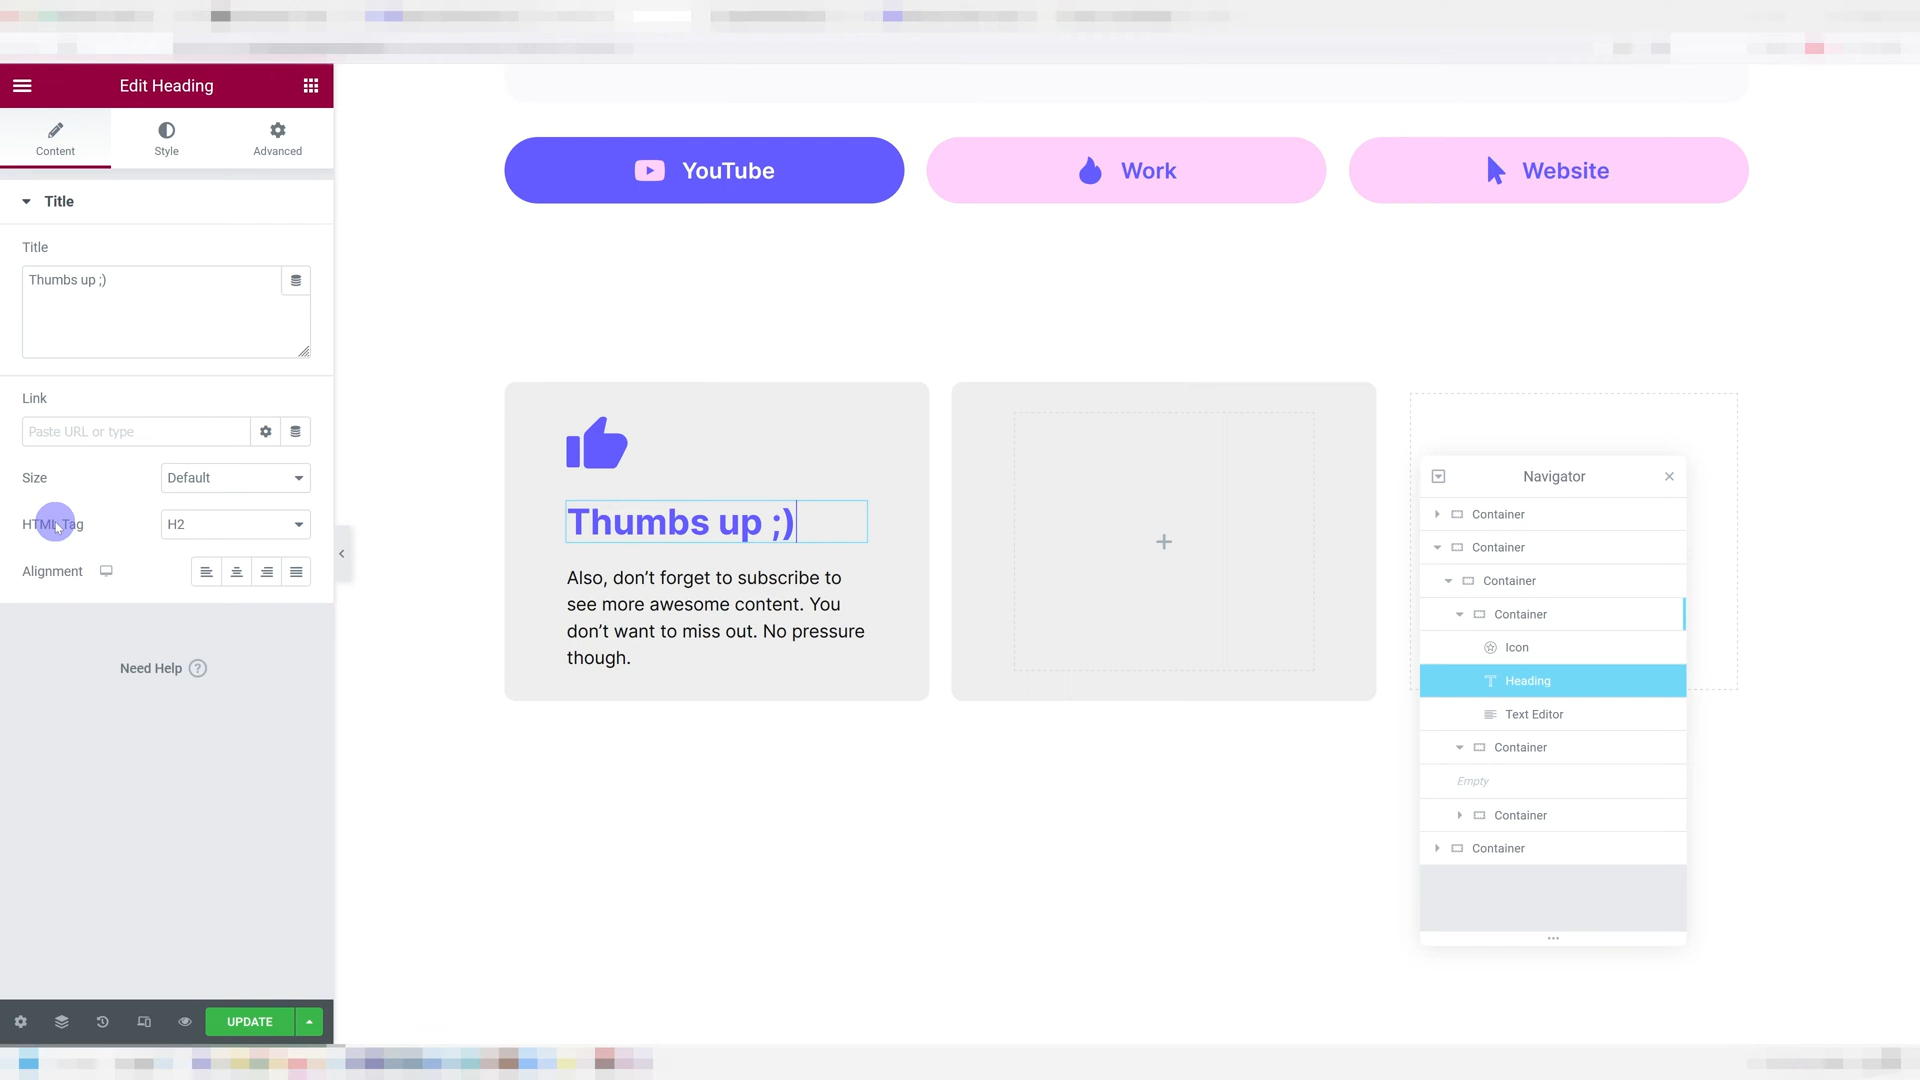 Edit Heading
Content
Style
Advanced
Title
Title
Thumbs up ;)
Link
Paste URL or type
Size
Default
HTML Tag
H2
Alignment
Need Help
UPDATE
YouTube
Work
Website
Thumbs up ;)
Also, don’t forget to subscribe to
see more awesome content. You
don’t want to miss out. No pressure
though.
Navigator
Container
Container
Container
Container
Icon
Heading
Text Editor
Container
Empty
Container
Container